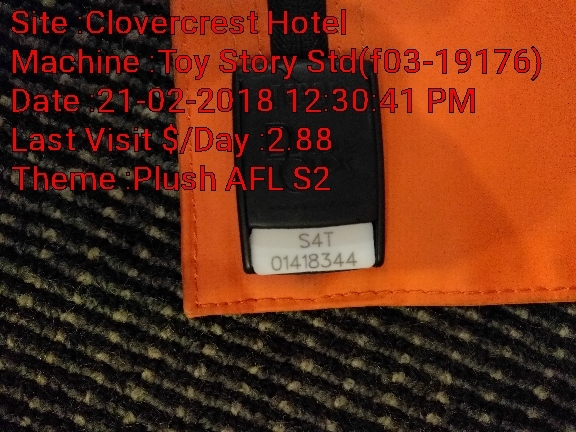 Site :Clovercrest Hotel
Machine :Toy Story Std(f03-19176)
Date :21-02-2018 12:30:41 PM
Last Visit $/Day :2.88
Theme :Plush AFL S2
S4T
01418344